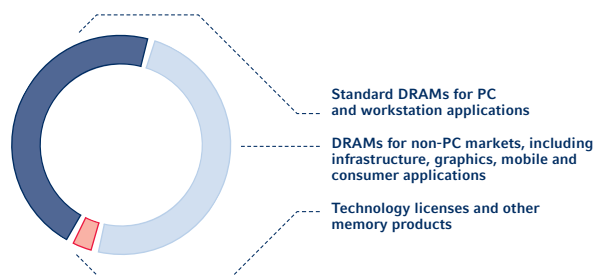 Standard DRAMs for PC
and workstation applications
DRAMs for non-PC markets, including
infrastructure, graphics, mobile and
consumer applications
Technology licenses and other
memory products